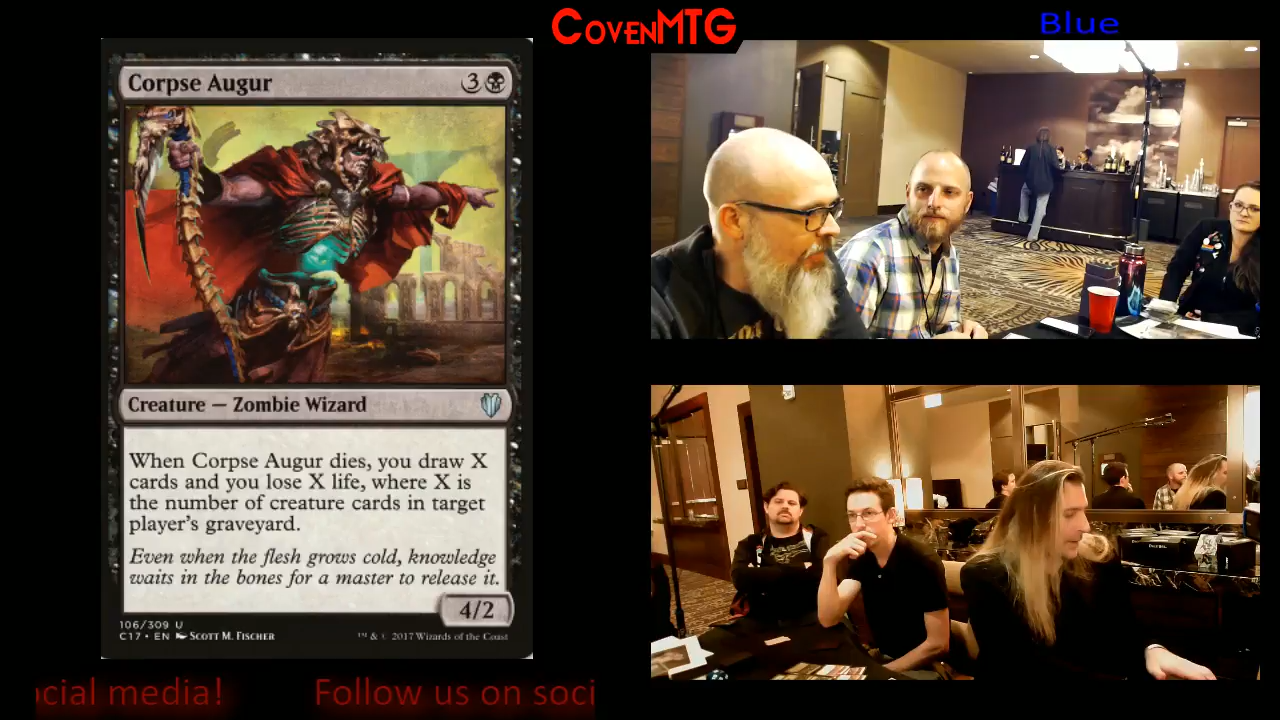 CovenMTG
Blue
Corpse Augur 3
Creature — Zombie Wizard
When Corpse Augur dies, you draw X
cards and you lose X life, where X is
the number of creature cards in target
player's graveyard.
Even when the flesh grows cold, knowledge
waits in the bones for a master to release it.
4/2
106/309 U
C17 • EN Scott M. Fischer
™ & © 2017 Wizards of the Coast
ocial media! Follow us on soci